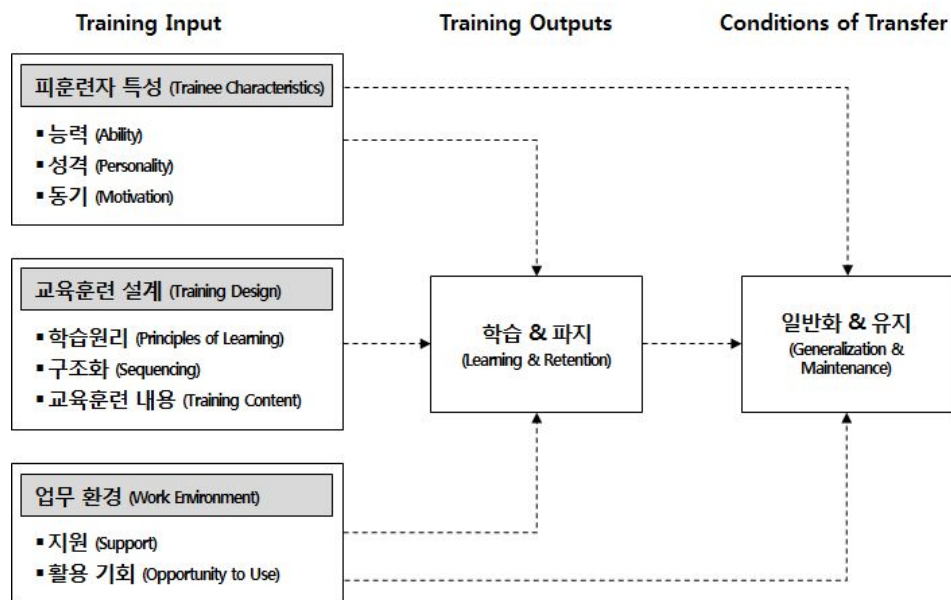 Training Input
Training Outputs
Conditions of Transfer
피훈련자 특성 (Trainee Characteristics)
▪ 능력 (Ability)
▪ 성격 (Personality)
▪ 동기 (Motivation)
교육훈련 설계 (Training Design)
▪ 학습원리 (Principles of Learning)
▪ 구조화 (Sequencing)
▪ 교육훈련 내용 (Training Content)
업무 환경 (Work Environment)
▪ 지원 (Support)
▪ 활용 기회 (Opportunity to Use)
학습 & 파지
(Learning & Retention)
일반화 & 유지
(Generalization &
Maintenance)